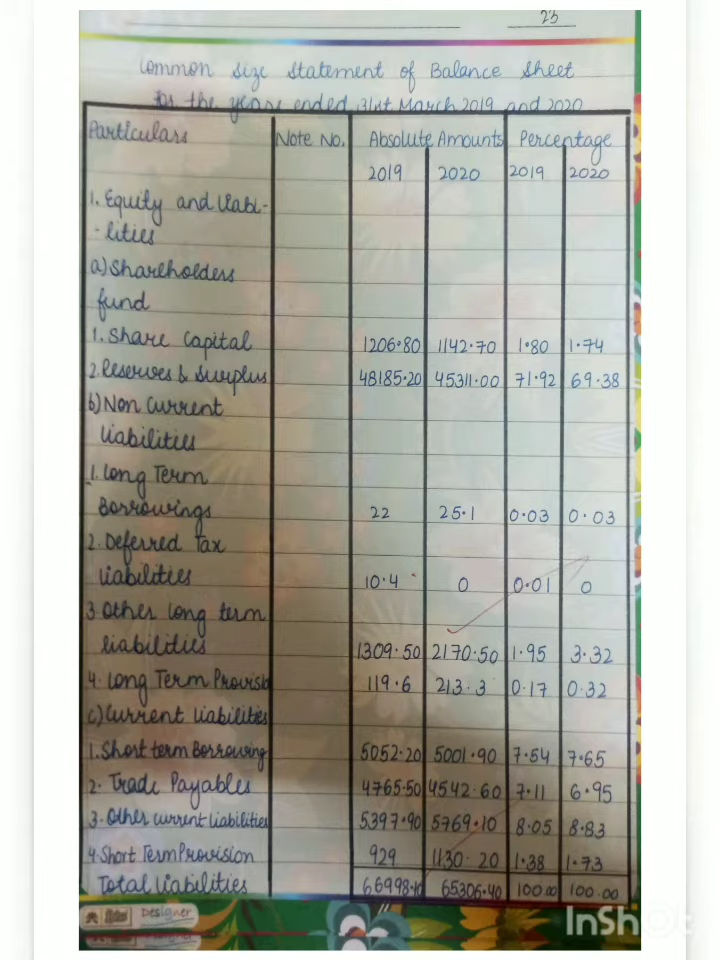 23
Common Size Statement of Balance Sheet
for the years ended 31st March 2019 and 2020
Particulars Note No. Absolute Amounts Percentage
2019 2020 2019 2020
1. Equity and Liabi-
-lities
a) Shareholders
fund
1. Share Capital 1206.80 1142.70 1.80 1.74
2. Reserves & Surplus 48185.20 45311.00 71.92 69.38
b) Non Current
liabilities
1. Long Term
Borrowings 22 25.1 0.03 0.03
2. Deferred Tax
liabilities 10.4 0 0.01 0
3 Other long term
liabilities 1309.50 2170.50 1.95 3.32
4. Long Term Provisio 119.6 213.3 0.17 0.32
c) Current liabilities
1. Short term Borrowing 5052.20 5001.90 7.54 7.65
2. Trade Payables 4765.50 4542.60 7.11 6.95
3. Other current liabilities 5397.90 5769.10 8.05 8.83
4. Short Term Provision 929 1130.20 1.38 1.73
Total liabilities 66998.10 65306.40 100.00 100.00
Designer
InShot